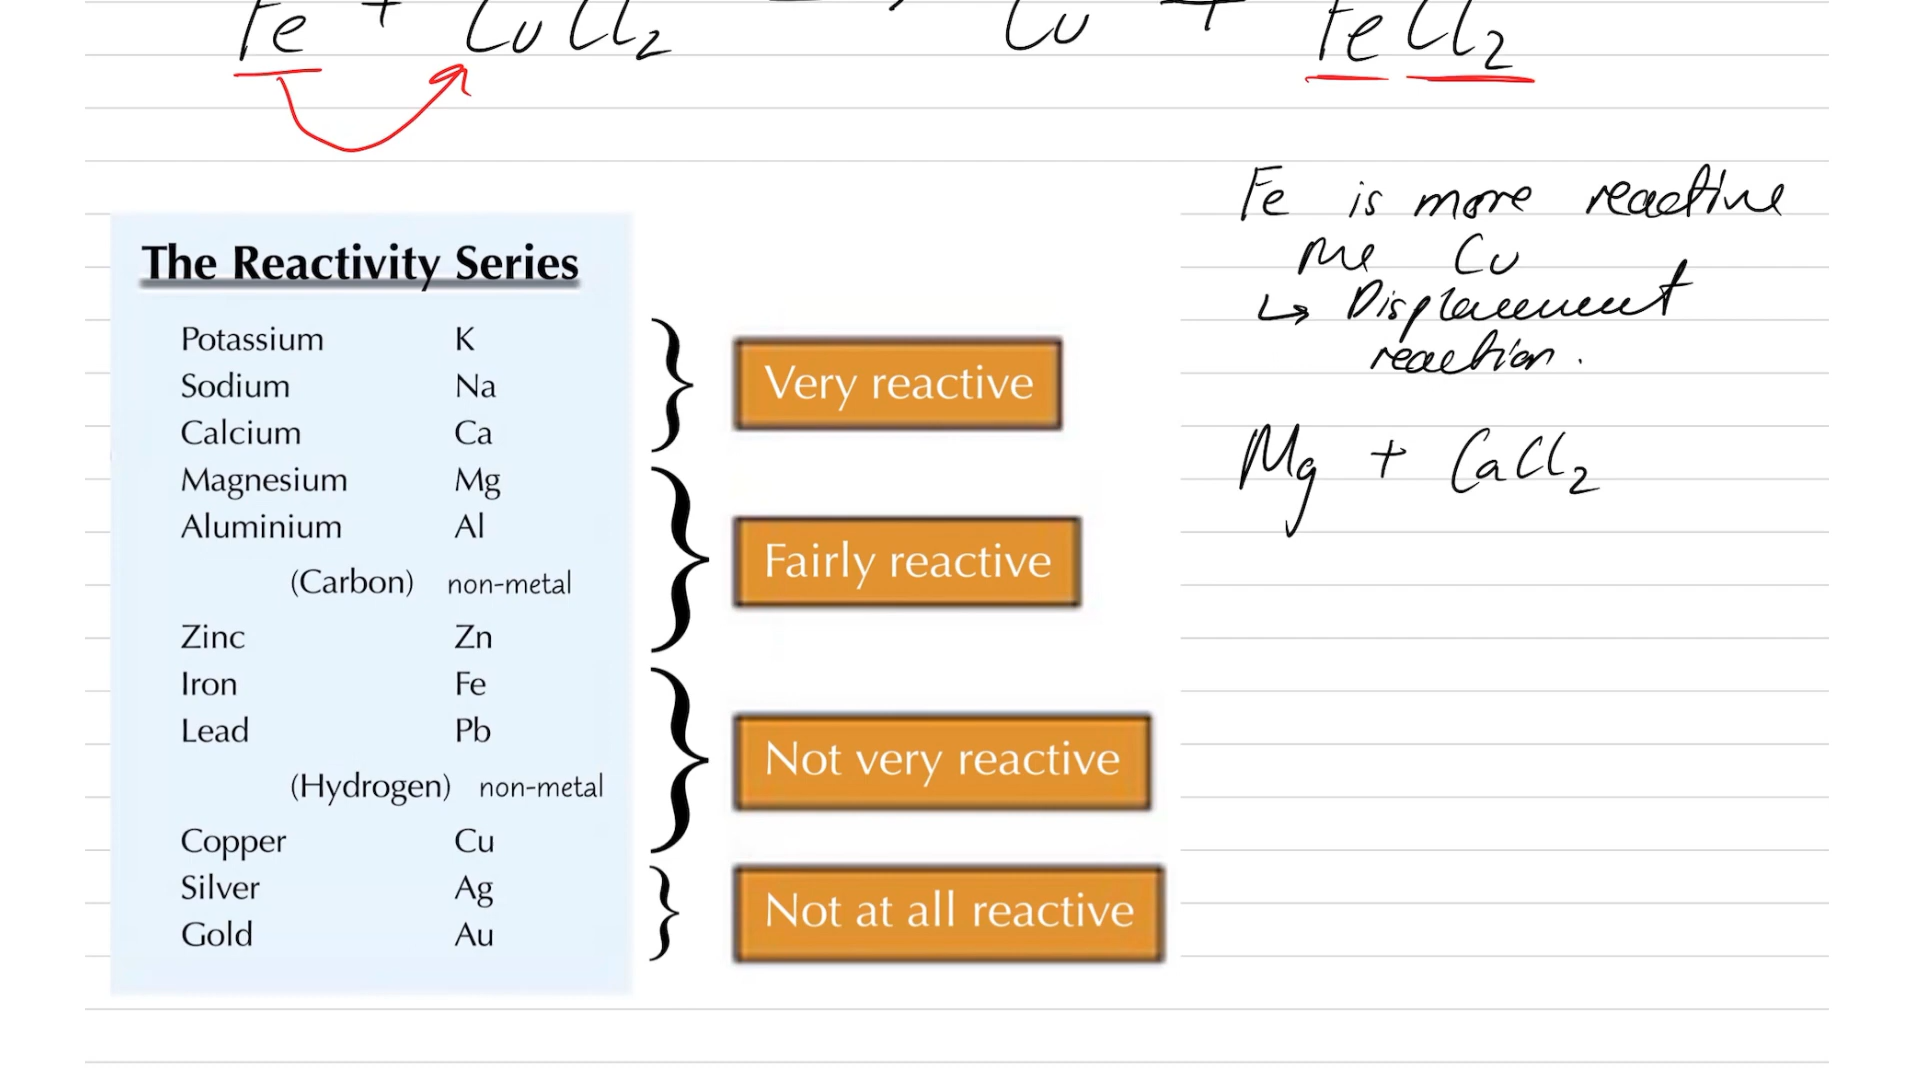 Fe + CuCl₂ → Cu + FeCl₂
Fe is more reactive
Cu
↳ Displacement
reaction.
Mg + CaCl₂
The Reactivity Series
Potassium K
Sodium Na
Calcium Ca
Very reactive
Magnesium Mg
Aluminium Al
(Carbon) non-metal
Zinc Zn
Fairly reactive
Iron Fe
Lead Pb
(Hydrogen) non-metal
Copper Cu
Not very reactive
Silver Ag
Gold Au
Not at all reactive